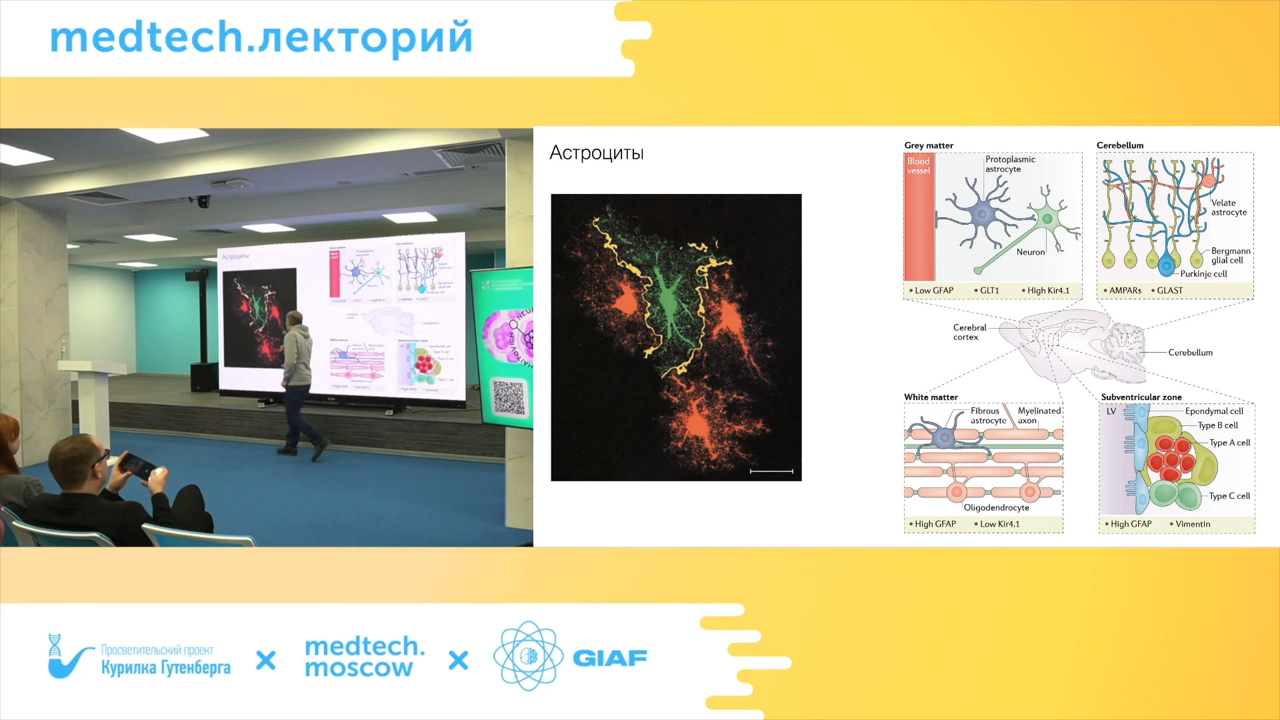 medtech.лекторий
Астроциты
Grey matter
Blood
vessel
Protoplasmic
astrocyte
Neuron
• Low GFAP • GLT1 • High Kir4.1
Cerebellum
Velate
astrocyte
Bergmann
glial cell
Purkinje cell
• AMPARs • GLAST
Cerebral
cortex
Cerebellum
White matter
Fibrous
astrocyte
Myelinated
axon
Oligodendrocyte
• High GFAP • Low Kir4.1
Subventricular zone
LV
Ependymal cell
Type B cell
Type A cell
Type C cell
• High GFAP • Vimentin
Астроциты
Просветительский проект
Курилка Гутенберга
×
medtech.
moscow
×
GIAF